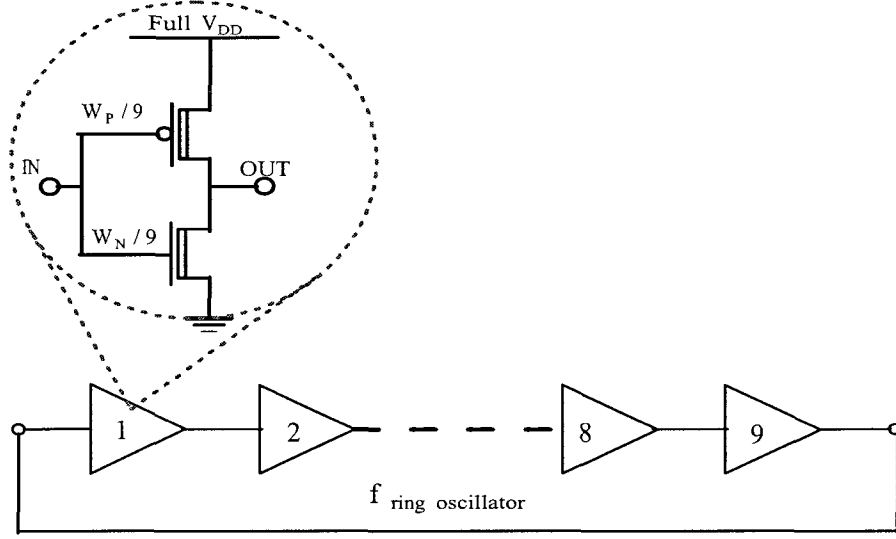 Full V_DD
W_P / 9
IN
OUT
W_N / 9
1
2
8
9
f ring oscillator